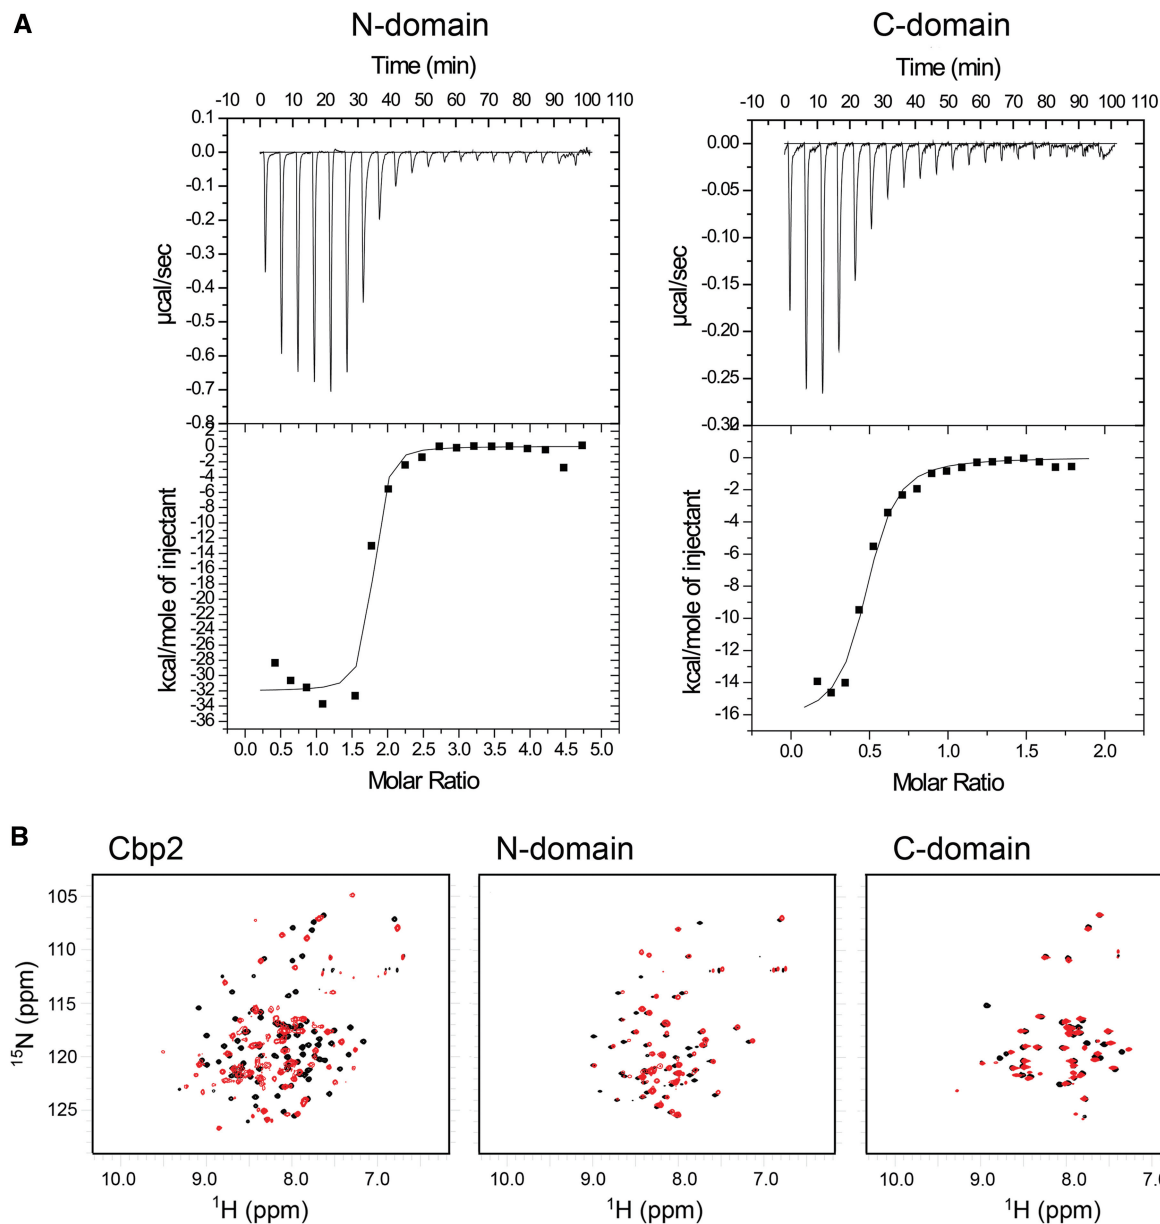 A
N-domain
C-domain
Time (min)
Time (min)
-10 0 10 20 30 40 50 60 70 80 90 100 110
-10 0 10 20 30 40 50 60 70 80 90 100 110
0.1
0.0
-0.1
-0.2
-0.3
-0.4
-0.5
-0.6
-0.7
-0.8
µcal/sec
0.00
-0.05
-0.10
-0.15
-0.20
-0.25
-0.30
µcal/sec
2
0
-2
-4
-6
-8
-10
-12
-14
-16
-18
-20
-22
-24
-26
-28
-30
-32
-34
-36
kcal/mole of injectant
0.0 0.5 1.0 1.5 2.0 2.5 3.0 3.5 4.0 4.5 5.0
Molar Ratio
2
0
-2
-4
-6
-8
-10
-12
-14
-16
kcal/mole of injectant
0.0 0.5 1.0 1.5 2.0
Molar Ratio
B
Cbp2
N-domain
C-domain
105
110
115
120
125
15N (ppm)
10.0 9.0 8.0 7.0
10.0 9.0 8.0 7.0
10.0 9.0 8.0 7.0
1H (ppm)
1H (ppm)
1H (ppm)